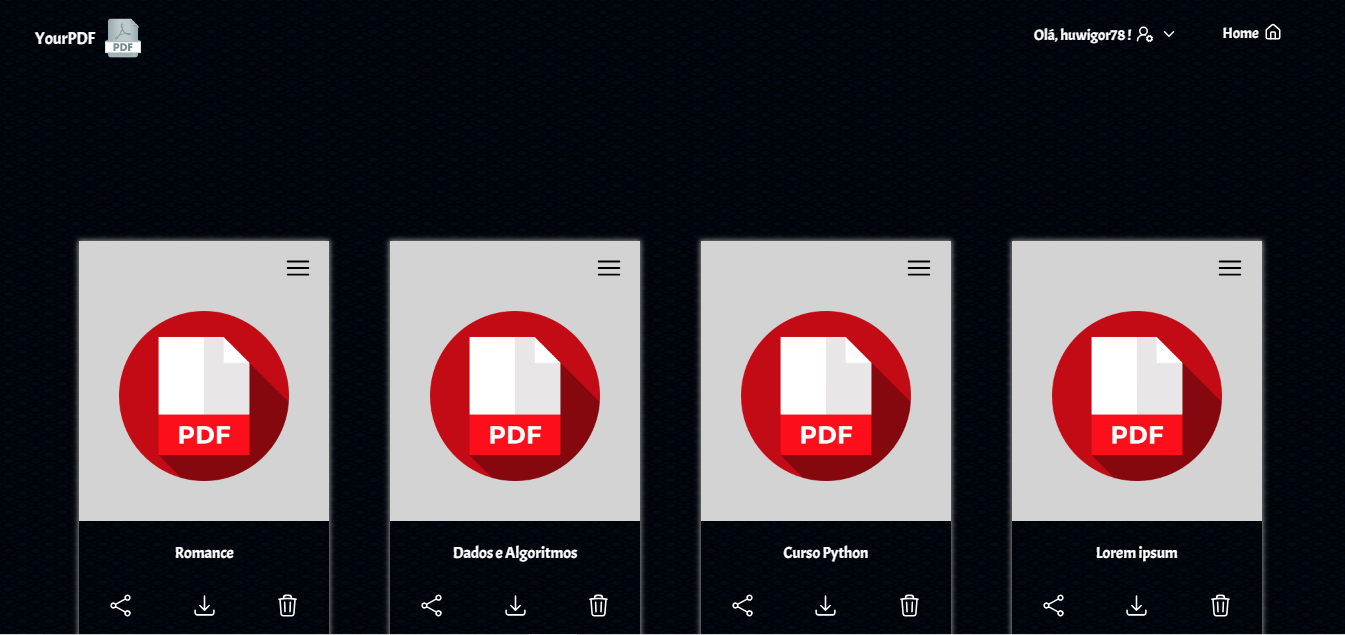 YourPDF
PDF
Olá, huwigor78!
Home
PDF
PDF
PDF
PDF
Romance
Dados e Algoritmos
Curso Python
Lorem ipsum